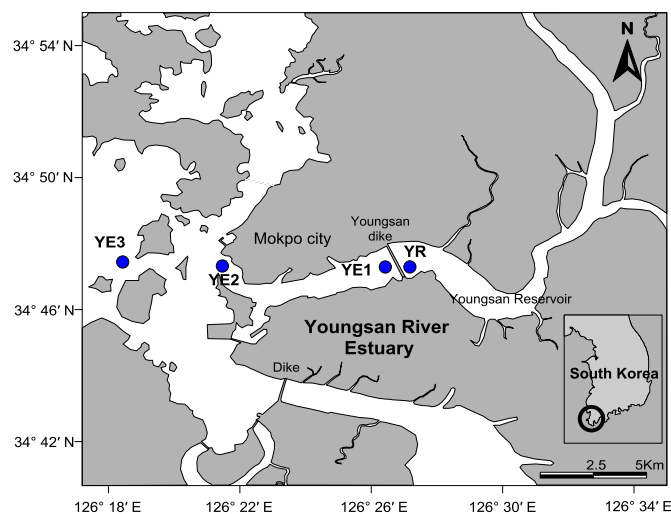 34° 54′ N
34° 50′ N
34° 46′ N
34° 42′ N
126° 18′ E
126° 22′ E
126° 26′ E
126° 30′ E
126° 34′ E
N
YE3
YE2
Mokpo city
Youngsan
dike
YE1
YR
Youngsan Reservoir
Youngsan River
Estuary
Dike
South Korea
2.5
5Km